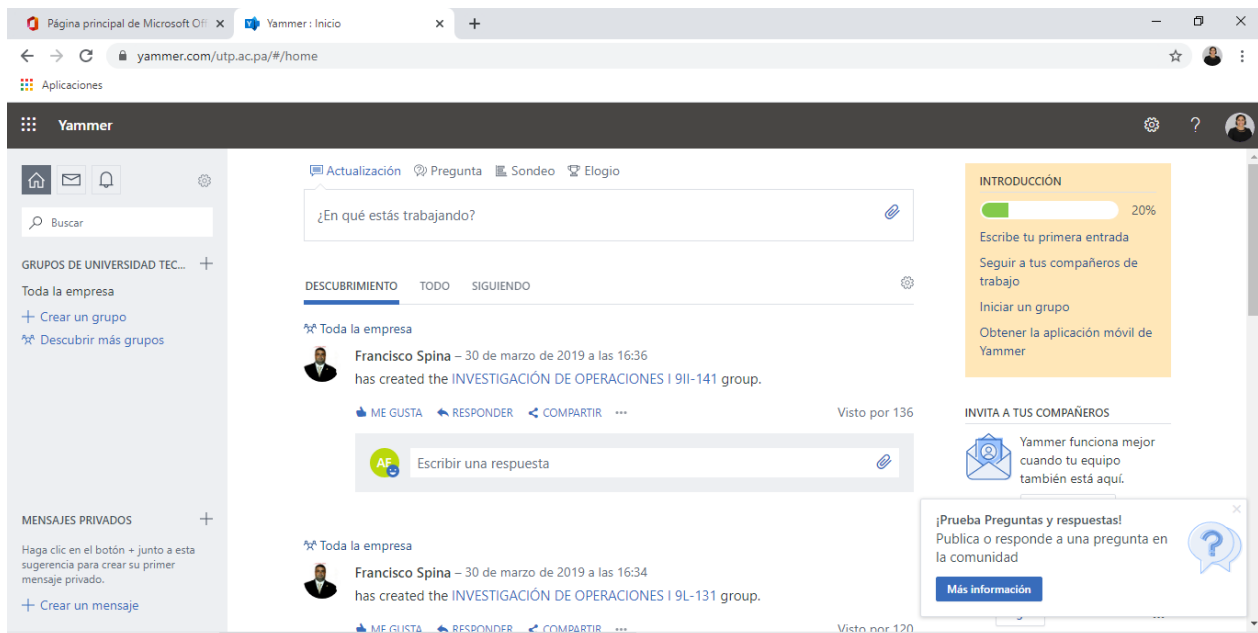 Página principal de Microsoft Off
Yammer : Inicio
yammer.com/utp.ac.pa/#/home
Aplicaciones
Yammer
Buscar
GRUPOS DE UNIVERSIDAD TEC...
Toda la empresa
Crear un grupo
Descubrir más grupos
MENSAJES PRIVADOS
Haga clic en el botón + junto a esta
sugerencia para crear su primer
mensaje privado.
Crear un mensaje
Actualización Pregunta Sondeo Elogio
¿En qué estás trabajando?
DESCUBRIMIENTO TODO SIGUIENDO
Toda la empresa
Francisco Spina – 30 de marzo de 2019 a las 16:36
has created the INVESTIGACIÓN DE OPERACIONES I 9II-141 group.
ME GUSTA RESPONDER COMPARTIR ··· Visto por 136
AF
Escribir una respuesta
Toda la empresa
Francisco Spina – 30 de marzo de 2019 a las 16:34
has created the INVESTIGACIÓN DE OPERACIONES I 9L-131 group.
ME GUSTA RESPONDER COMPARTIR ··· Visto por 120
INTRODUCCIÓN
20%
Escribe tu primera entrada
Seguir a tus compañeros de
trabajo
Iniciar un grupo
Obtener la aplicación móvil de
Yammer
INVITA A TUS COMPAÑEROS
Yammer funciona mejor
cuando tu equipo
también está aquí.
¡Prueba Preguntas y respuestas!
Publica o responde a una pregunta en
la comunidad
Más información